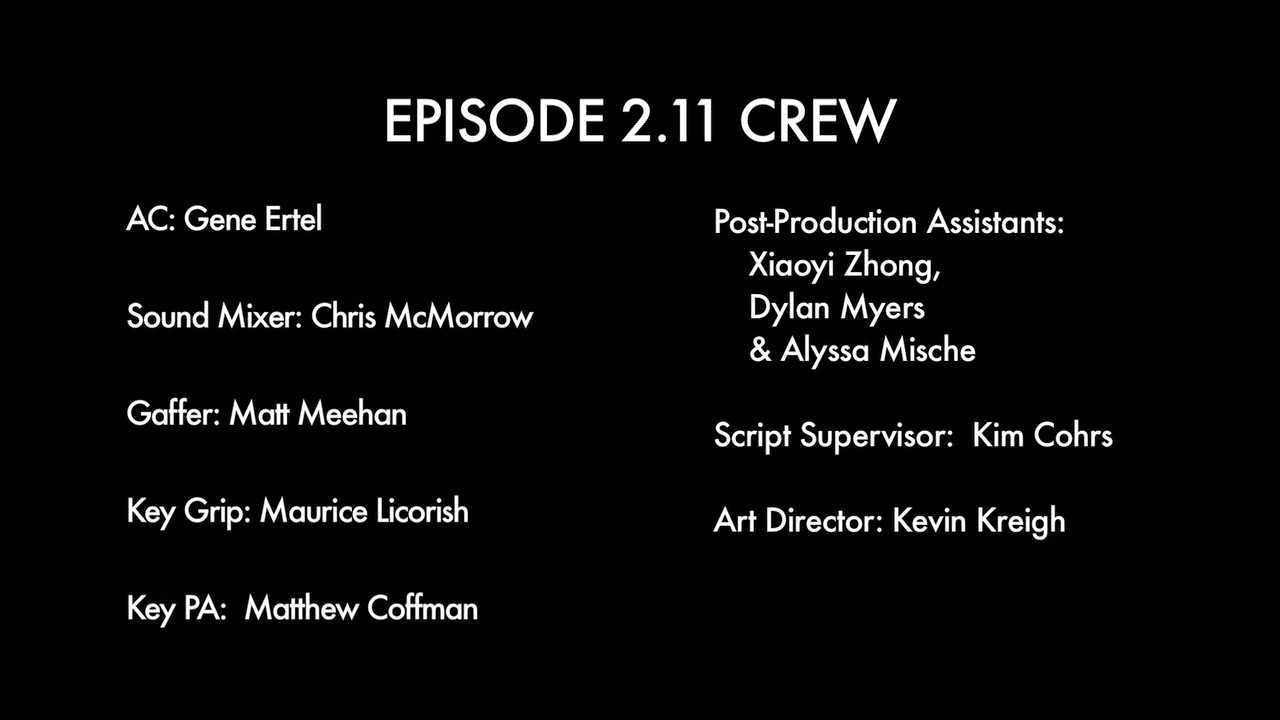 EPISODE 2.11 CREW
AC: Gene Ertel
Sound Mixer: Chris McMorrow
Gaffer: Matt Meehan
Key Grip: Maurice Licorish
Key PA:  Matthew Coffman
Post-Production Assistants:
Xiaoyi Zhong,
Dylan Myers
& Alyssa Mische
Script Supervisor:  Kim Cohrs
Art Director: Kevin Kreigh